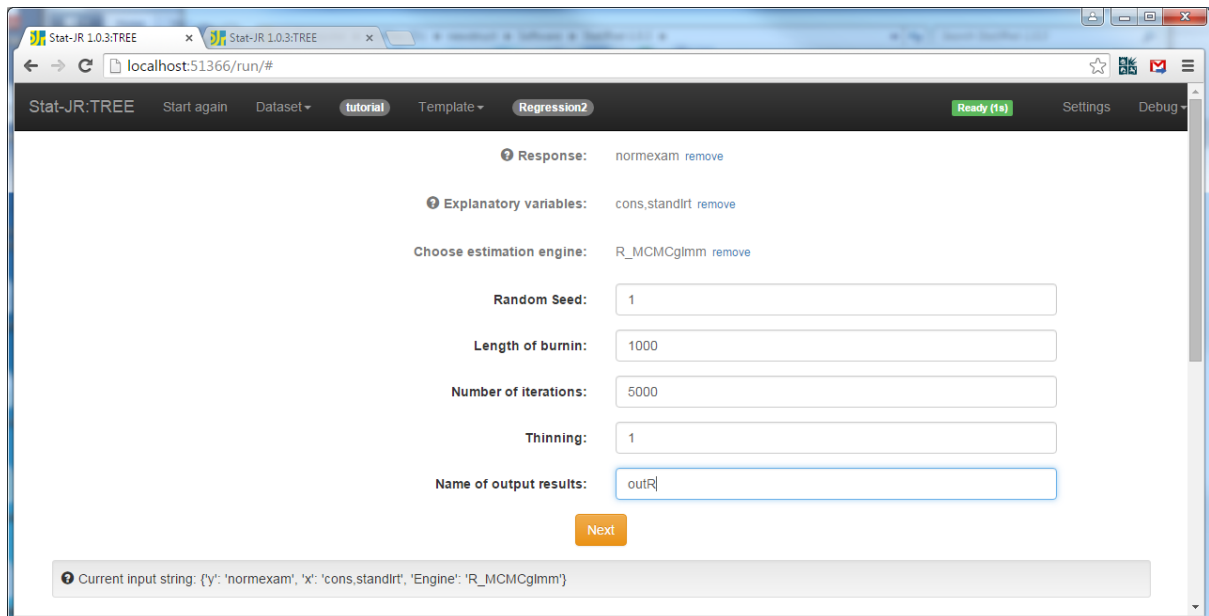 Stat-JR 1.0.3:TREE × Stat-JR 1.0.3:TREE ×
localhost:51366/run/#
Stat-JR:TREE Start again Dataset tutorial Template Regression2 Ready (1s) Settings Debug
Response: normexam remove
Explanatory variables: cons,standlrt remove
Choose estimation engine: R_MCMCglmm remove
Random Seed: 1
Length of burnin: 1000
Number of iterations: 5000
Thinning: 1
Name of output results: outR
Next
Current input string: {'y': 'normexam', 'x': 'cons,standlrt', 'Engine': 'R_MCMCglmm'}